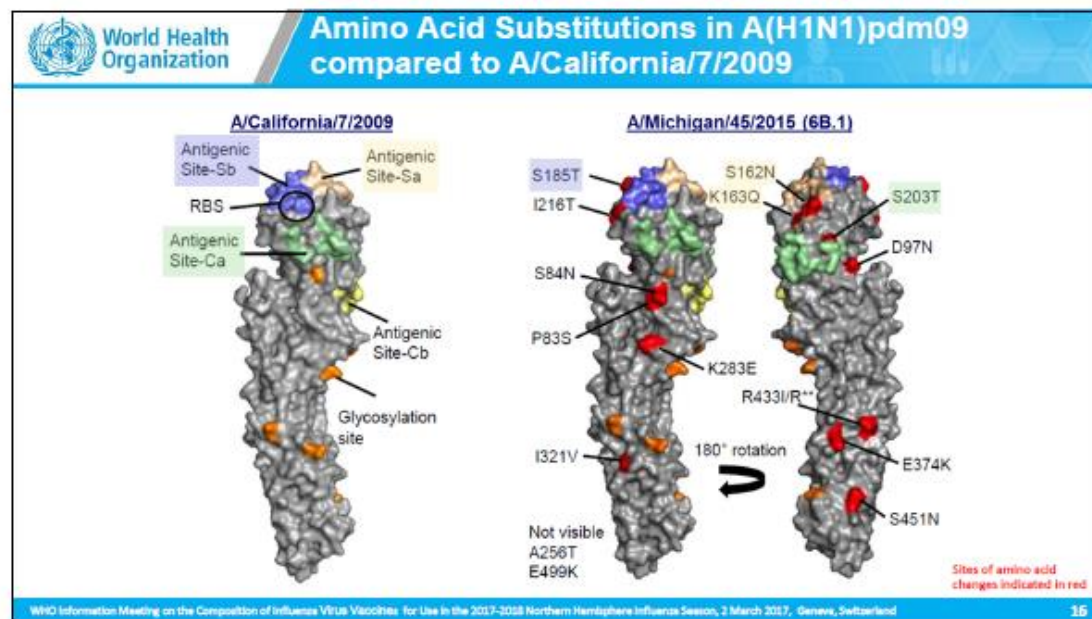 World Health
Organization
Amino Acid Substitutions in A(H1N1)pdm09
compared to A/California/7/2009
A/California/7/2009
Antigenic
Site-Sb
Antigenic
Site-Sa
RBS
Antigenic
Site-Ca
Antigenic
Site-Cb
Glycosylation
site
A/Michigan/45/2015 (6B.1)
S185T
I216T
S162N
K163Q
S203T
D97N
S84N
P83S
K283E
R433I/R**
I321V
180° rotation
E374K
S451N
Not visible
A256T
E499K
Sites of amino acid
changes indicated in red
WHO Information Meeting on the Composition of Influenza Virus Vaccines for Use in the 2017-2018 Northern Hemisphere Influenza Season, 2 March 2017, Geneva, Switzerland
16